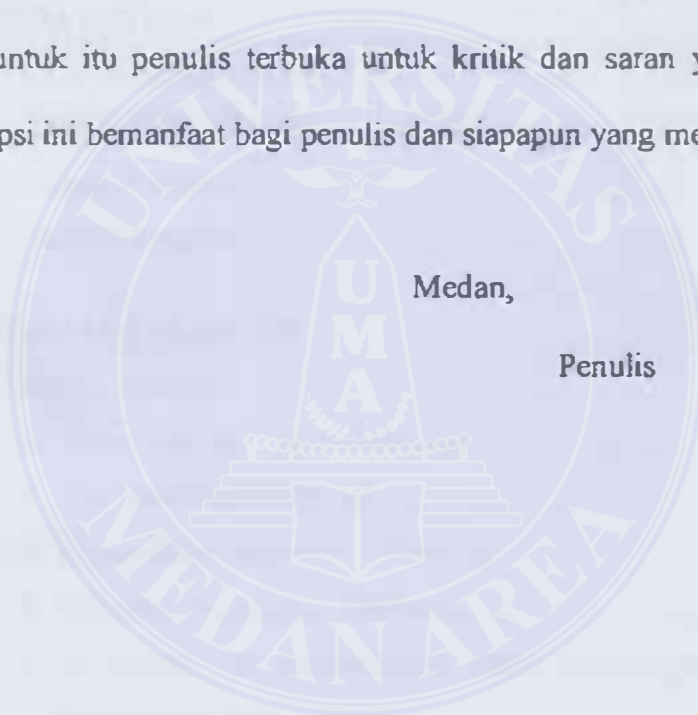 untuk itu penulis terbuka untuk kritik dan saran y
psi ini bemanfaat bagi penulis dan siapapun yang me
Medan,
Penulis
UNIVERSITAS
UMA
MEDAN AREA